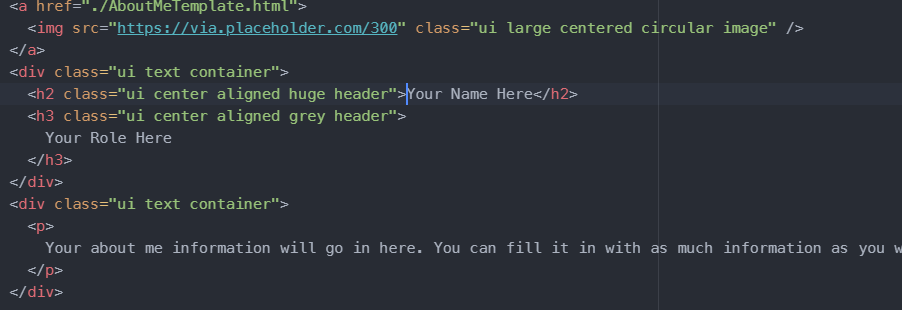 <a href="./AboutMeTemplate.html">
<img src="https://via.placeholder.com/300" class="ui large centered circular image" />
</a>
<div class="ui text container">
<h2 class="ui center aligned huge header">Your Name Here</h2>
<h3 class="ui center aligned grey header">
Your Role Here
</h3>
</div>
<div class="ui text container">
<p>
Your about me information will go in here. You can fill it in with as much information as you
</p>
</div>